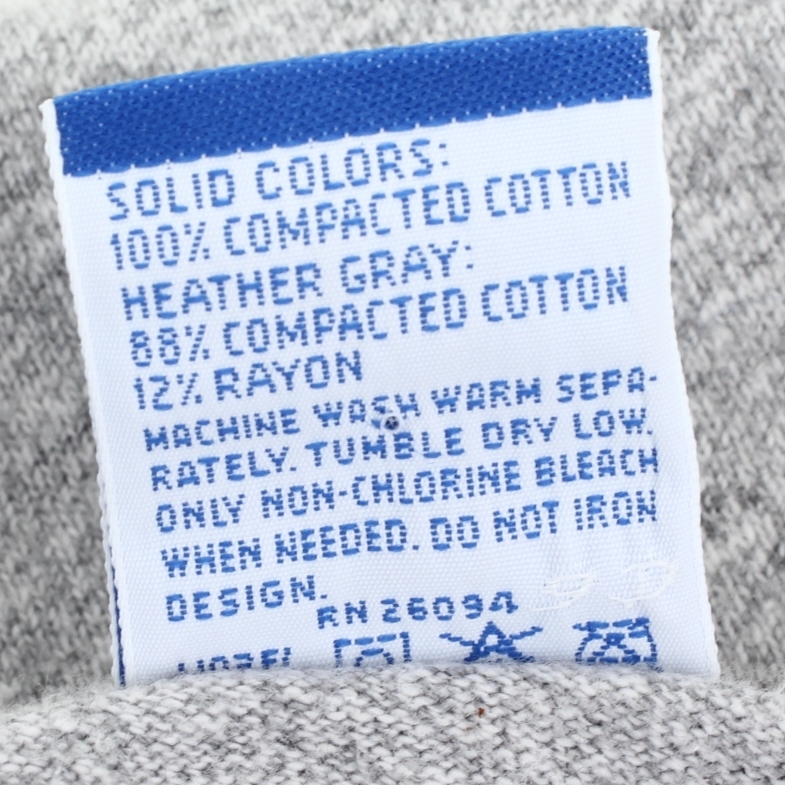 SOLID COLORS:
100% COMPACTED COTTON
HEATHER GRAY:
88% COMPACTED COTTON
12% RAYON
MACHINE WASH WARM SEPA-
RATELY. TUMBLE DRY LOW.
ONLY NON-CHLORINE BLEACH
WHEN NEEDED. DO NOT IRON
DESIGN.
RN 26094